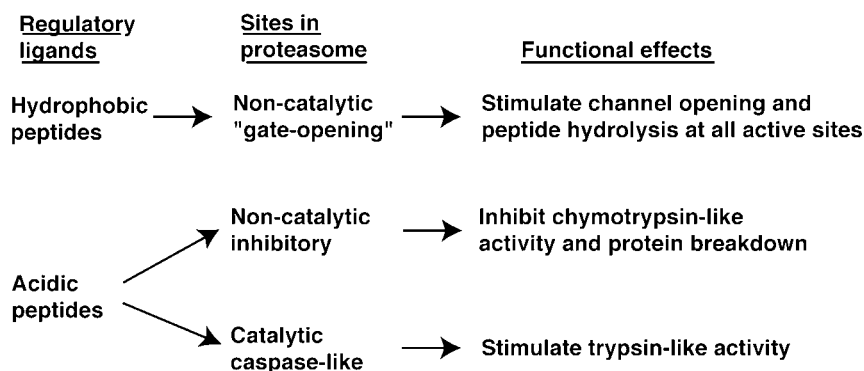 Regulatory
ligands
Sites in
proteasome
Functional effects
Hydrophobic
peptides
Non-catalytic
"gate-opening"
Stimulate channel opening and
peptide hydrolysis at all active sites
Acidic
peptides
Non-catalytic
inhibitory
Inhibit chymotrypsin-like
activity and protein breakdown
Catalytic
caspase-like
Stimulate trypsin-like activity